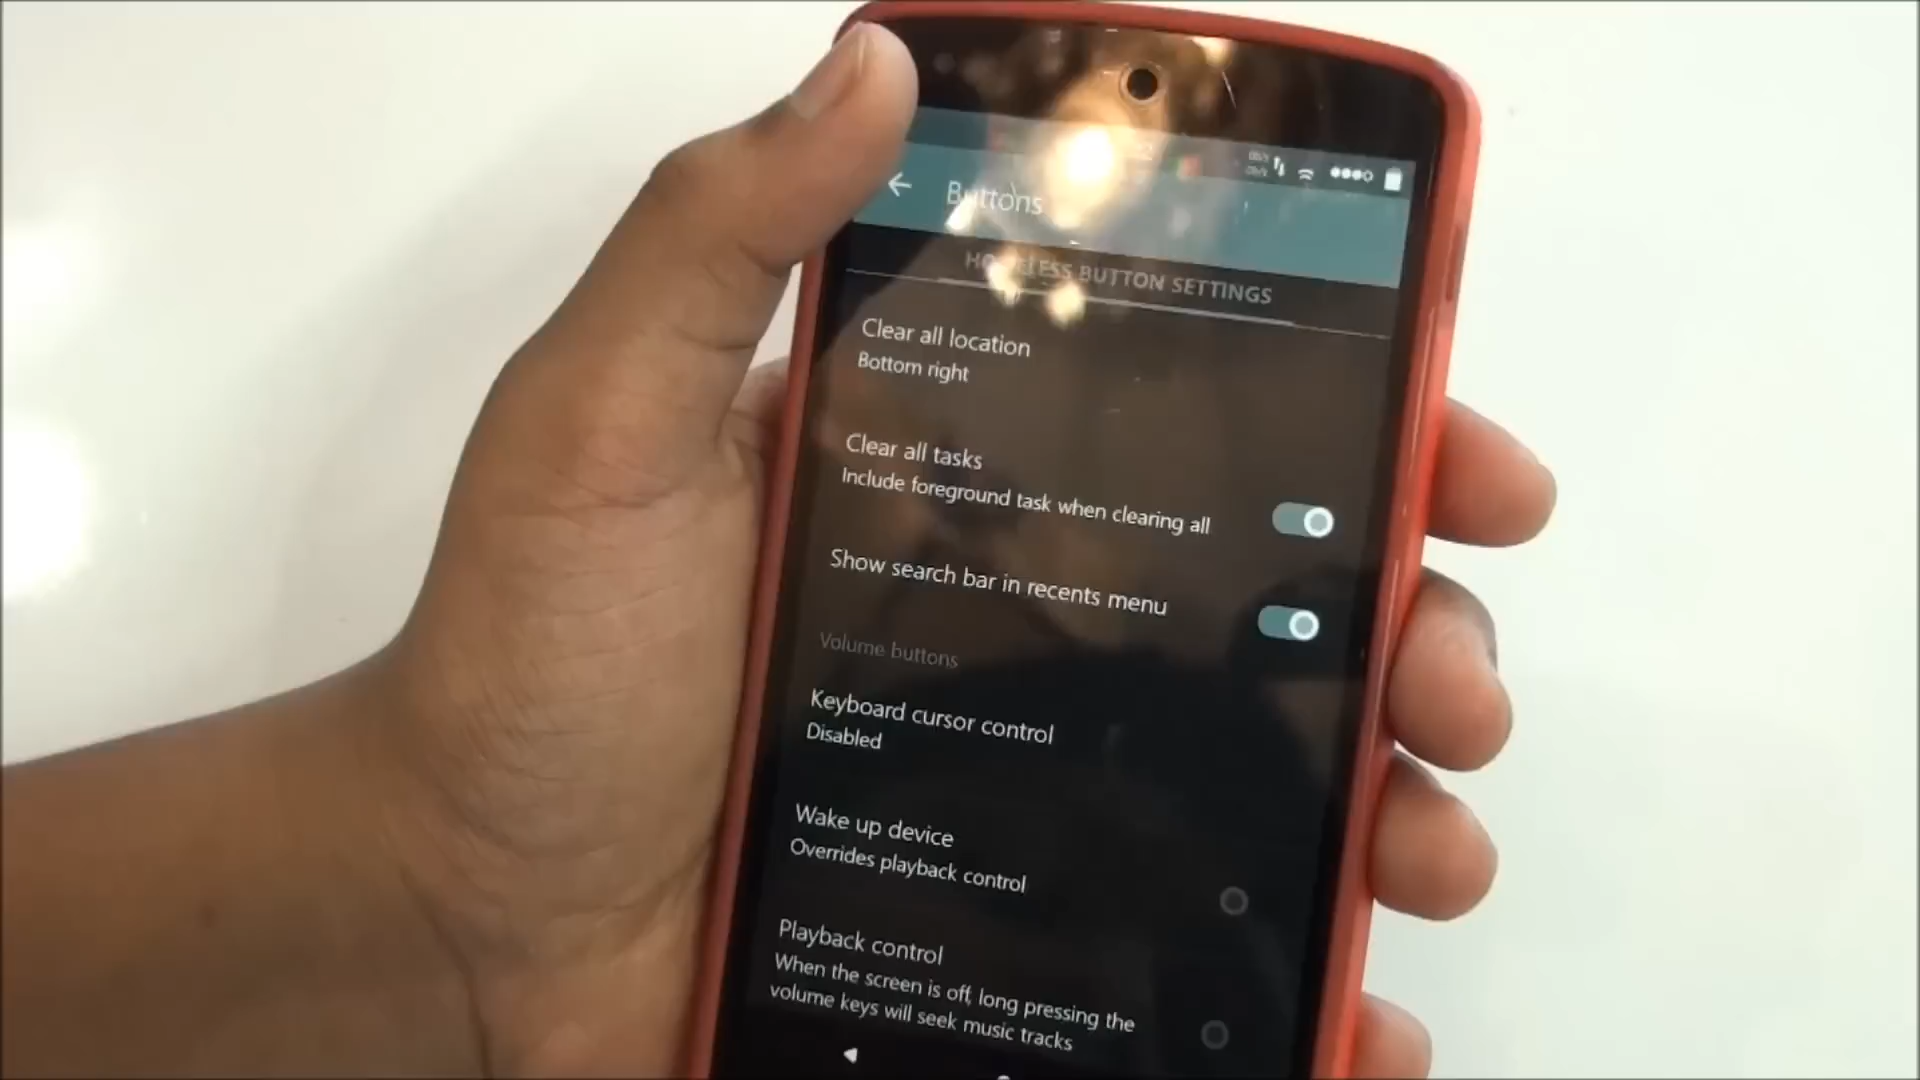 Buttons
BUTTON SETTINGS
Clear all location
Bottom right
Clear all tasks
Include foreground task when clearing all
Show search bar in recents menu
Volume buttons
Keyboard cursor control
Disabled
Wake up device
Overrides playback control
Playback control
When the screen is off, long pressing the
volume keys will seek music tracks